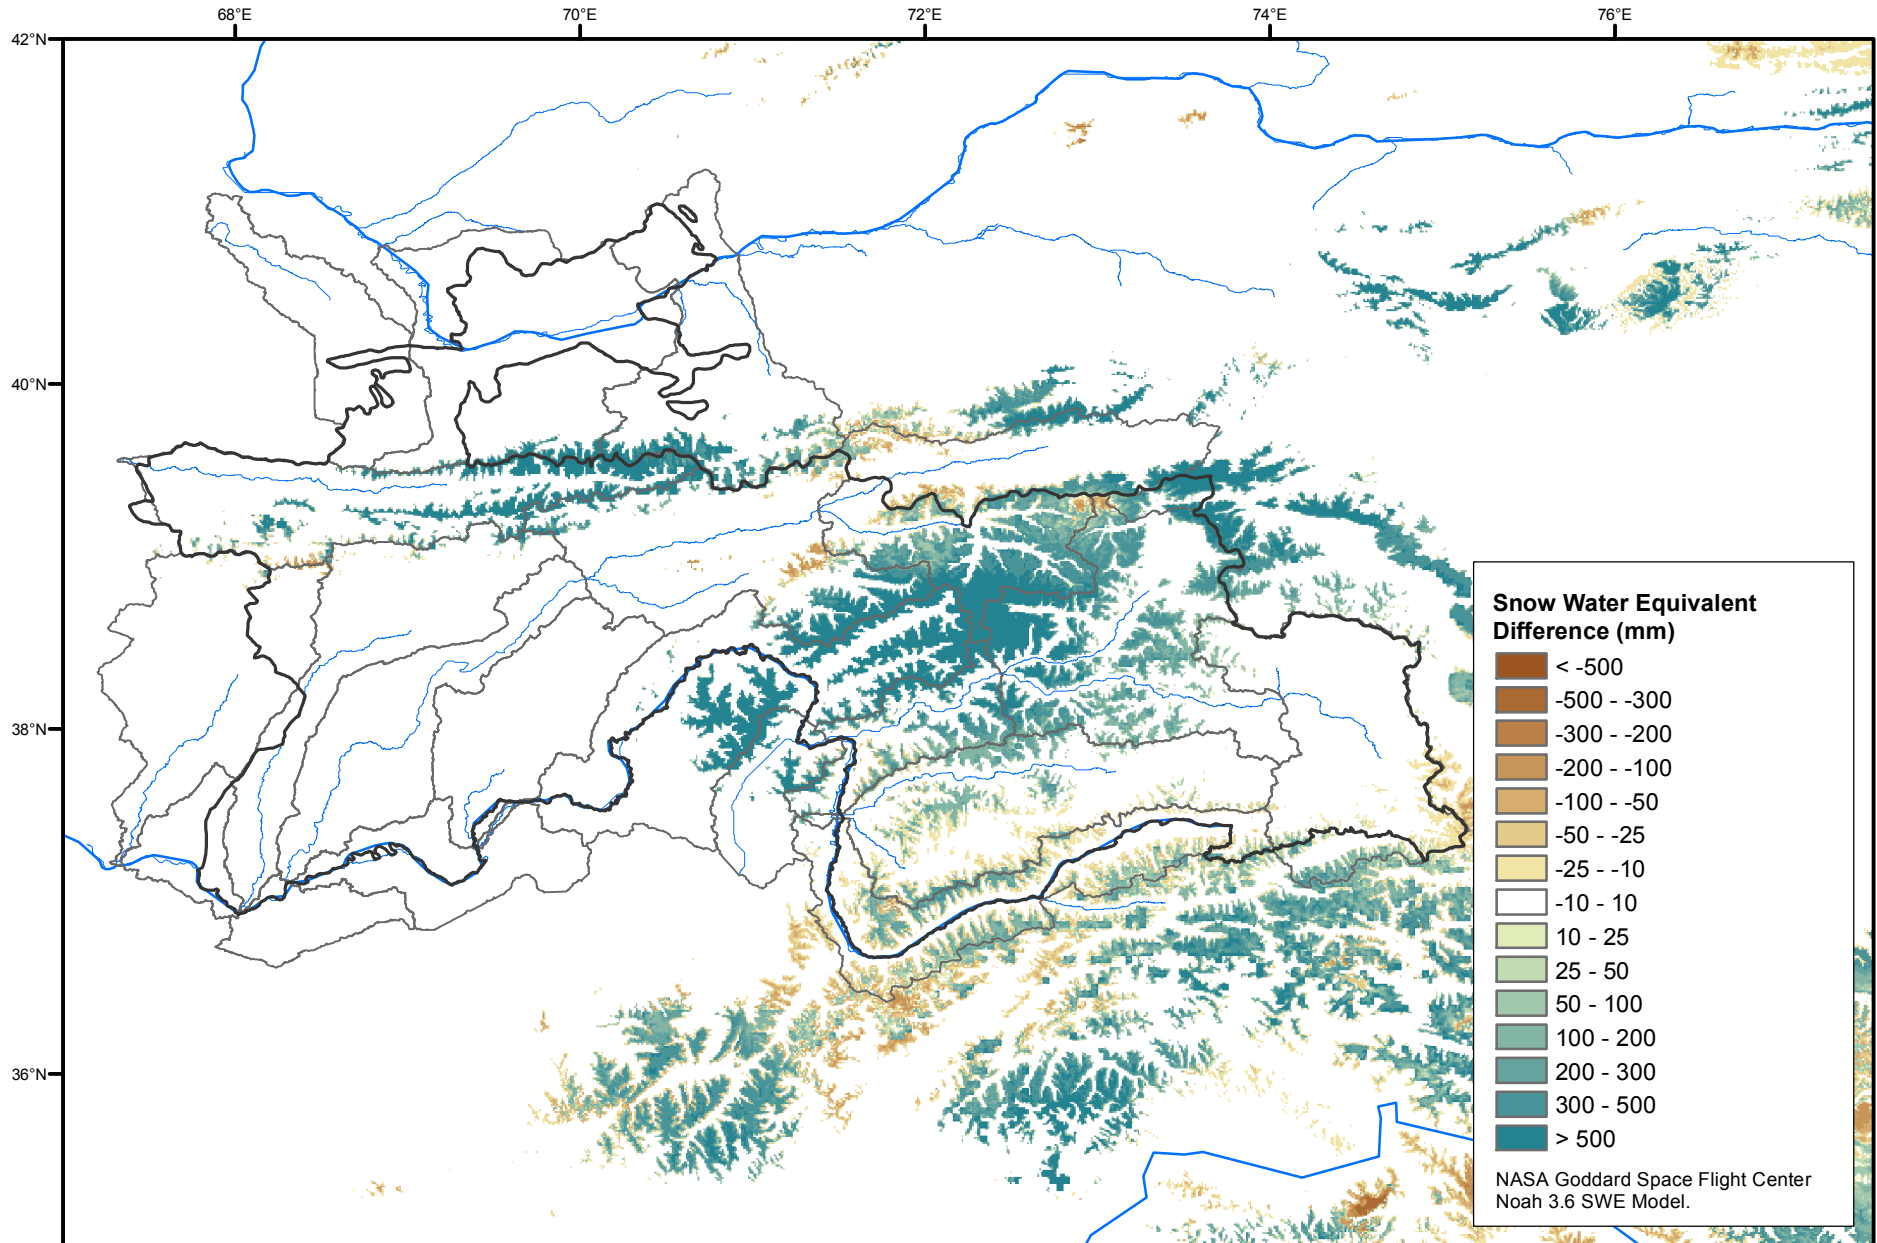 68°E
70°E
72°E
74°E
76°E
42°N
40°N
38°N
36°N
Snow Water Equivalent
Difference (mm)
< -500
-500 - -300
-300 - -200
-200 - -100
-100 - -50
-50 - -25
-25 - -10
-10 - 10
10 - 25
25 - 50
50 - 100
100 - 200
200 - 300
300 - 500
> 500
NASA Goddard Space Flight Center
Noah 3.6 SWE Model.